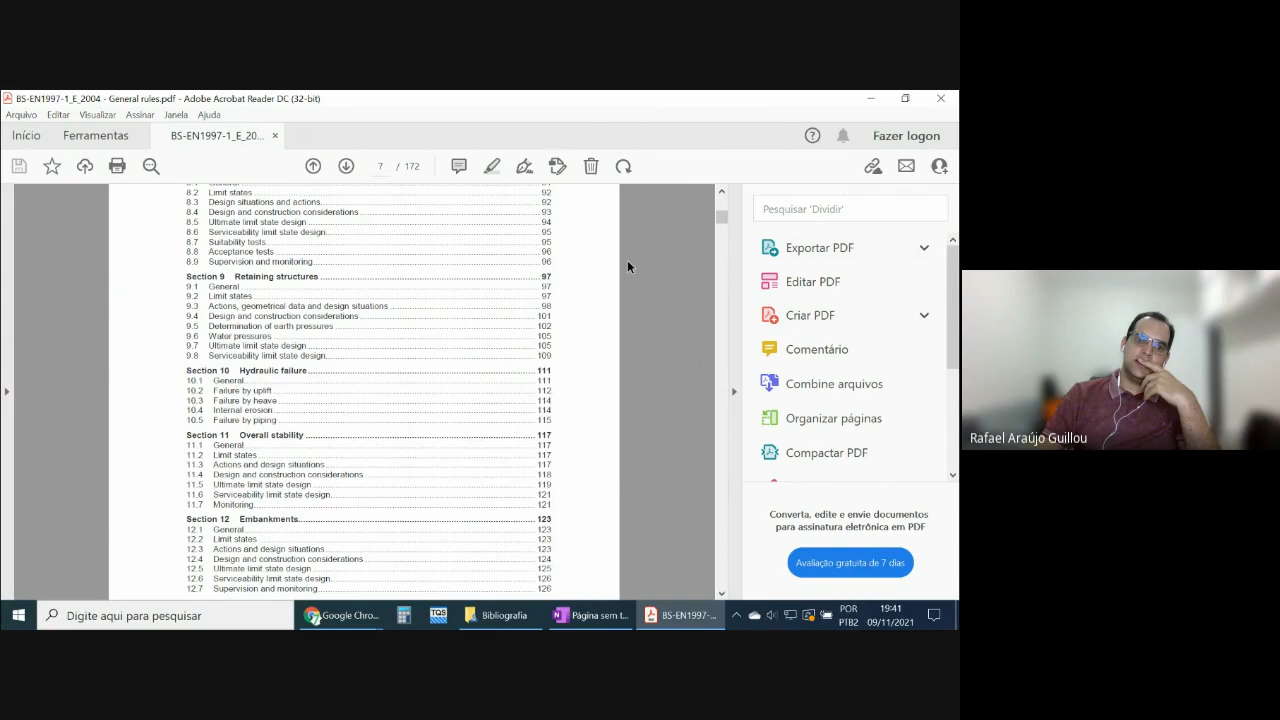 BS-EN1997-1_E_2004 - General rules.pdf - Adobe Acrobat Reader DC (32-bit)
Arquivo Editar Visualizar Assinar Janela Ajuda
Início Ferramentas BS-EN1997-1_E_20... × Fazer logon
7 / 172
8.2 Limit states 92
8.3 Design situations and actions 92
8.4 Design and construction considerations 93
8.5 Ultimate limit state design 94
8.6 Serviceability limit state design 95
8.7 Suitability tests 95
8.8 Acceptance tests 96
8.9 Supervision and monitoring 96
Section 9 Retaining structures 97
9.1 General 97
9.2 Limit states 97
9.3 Actions, geometrical data and design situations 98
9.4 Design and construction considerations 101
9.5 Determination of earth pressures 102
9.6 Water pressures 105
9.7 Ultimate limit state design 105
9.8 Serviceability limit state design 109
Section 10 Hydraulic failure 111
10.1 General 111
10.2 Failure by uplift 112
10.3 Failure by heave 114
10.4 Internal erosion 114
10.5 Failure by piping 115
Section 11 Overall stability 117
11.1 General 117
11.2 Limit states 117
11.3 Actions and design situations 117
11.4 Design and construction considerations 118
11.5 Ultimate limit state design 119
11.6 Serviceability limit state design 121
11.7 Monitoring 121
Section 12 Embankments 123
12.1 General 123
12.2 Limit states 123
12.3 Actions and design situations 123
12.4 Design and construction considerations 124
12.5 Ultimate limit state design 125
12.6 Serviceability limit state design 126
12.7 Supervision and monitoring 126
Pesquisar 'Dividir'
Exportar PDF
Editar PDF
Criar PDF
Comentário
Combine arquivos
Organizar páginas
Compactar PDF
Converta, edite e envie documentos
para assinatura eletrônica em PDF
Avaliação gratuita de 7 dias
Rafael Araújo Guillou
Digite aqui para pesquisar
Google Chro...
TQS
Bibliografia
Página sem t...
BS-EN1997-...
POR
PTB2
19:41
09/11/2021